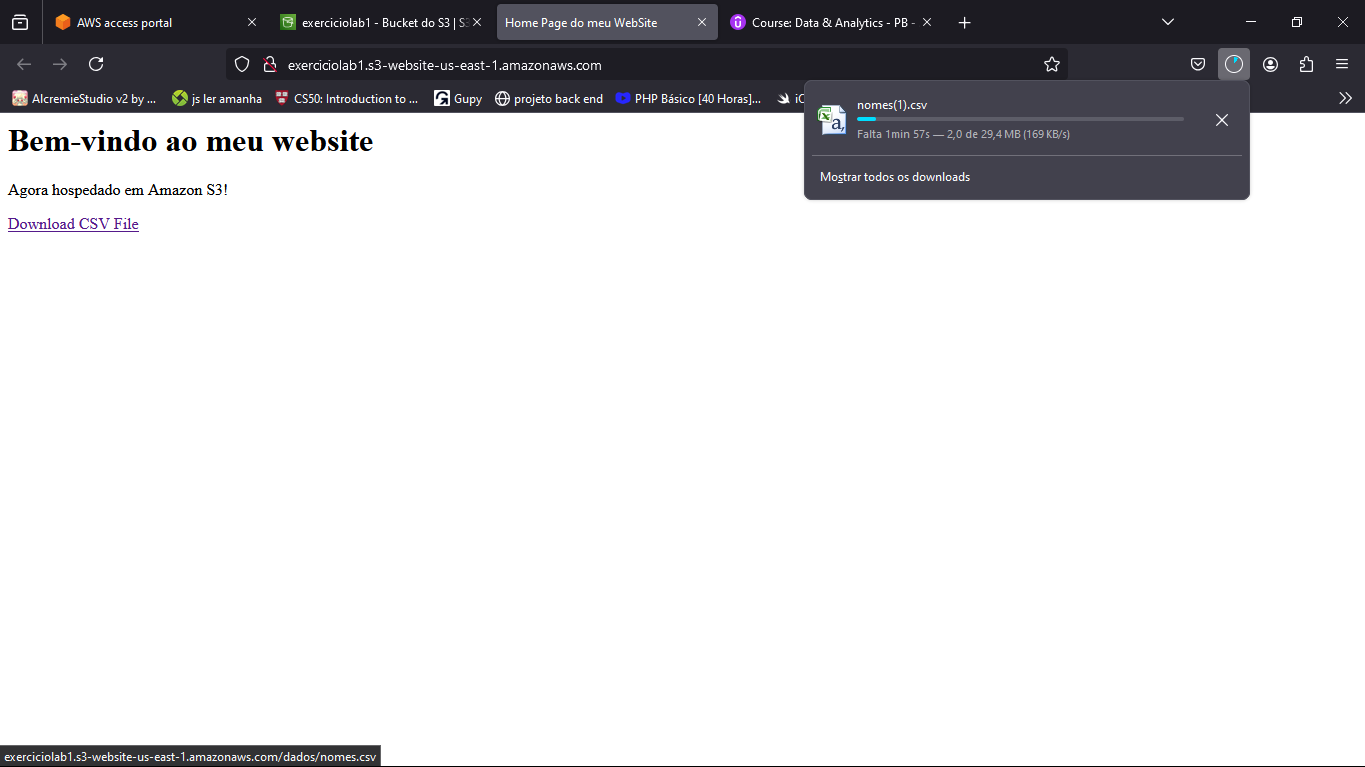 AWS access portal
exerciciolab1 - Bucket do S3 | S3
Home Page do meu WebSite
Course: Data & Analytics - PB -
exerciciolab1.s3-website-us-east-1.amazonaws.com
AlcremieStudio v2 by ...
js ler amanha
CS50: Introduction to ...
Gupy
projeto back end
PHP Básico [40 Horas]...
nomes(1).csv
Falta 1min 57s — 2,0 de 29,4 MB (169 KB/s)
Mostrar todos os downloads
Bem-vindo ao meu website
Agora hospedado em Amazon S3!
Download CSV File
exerciciolab1.s3-website-us-east-1.amazonaws.com/dados/nomes.csv